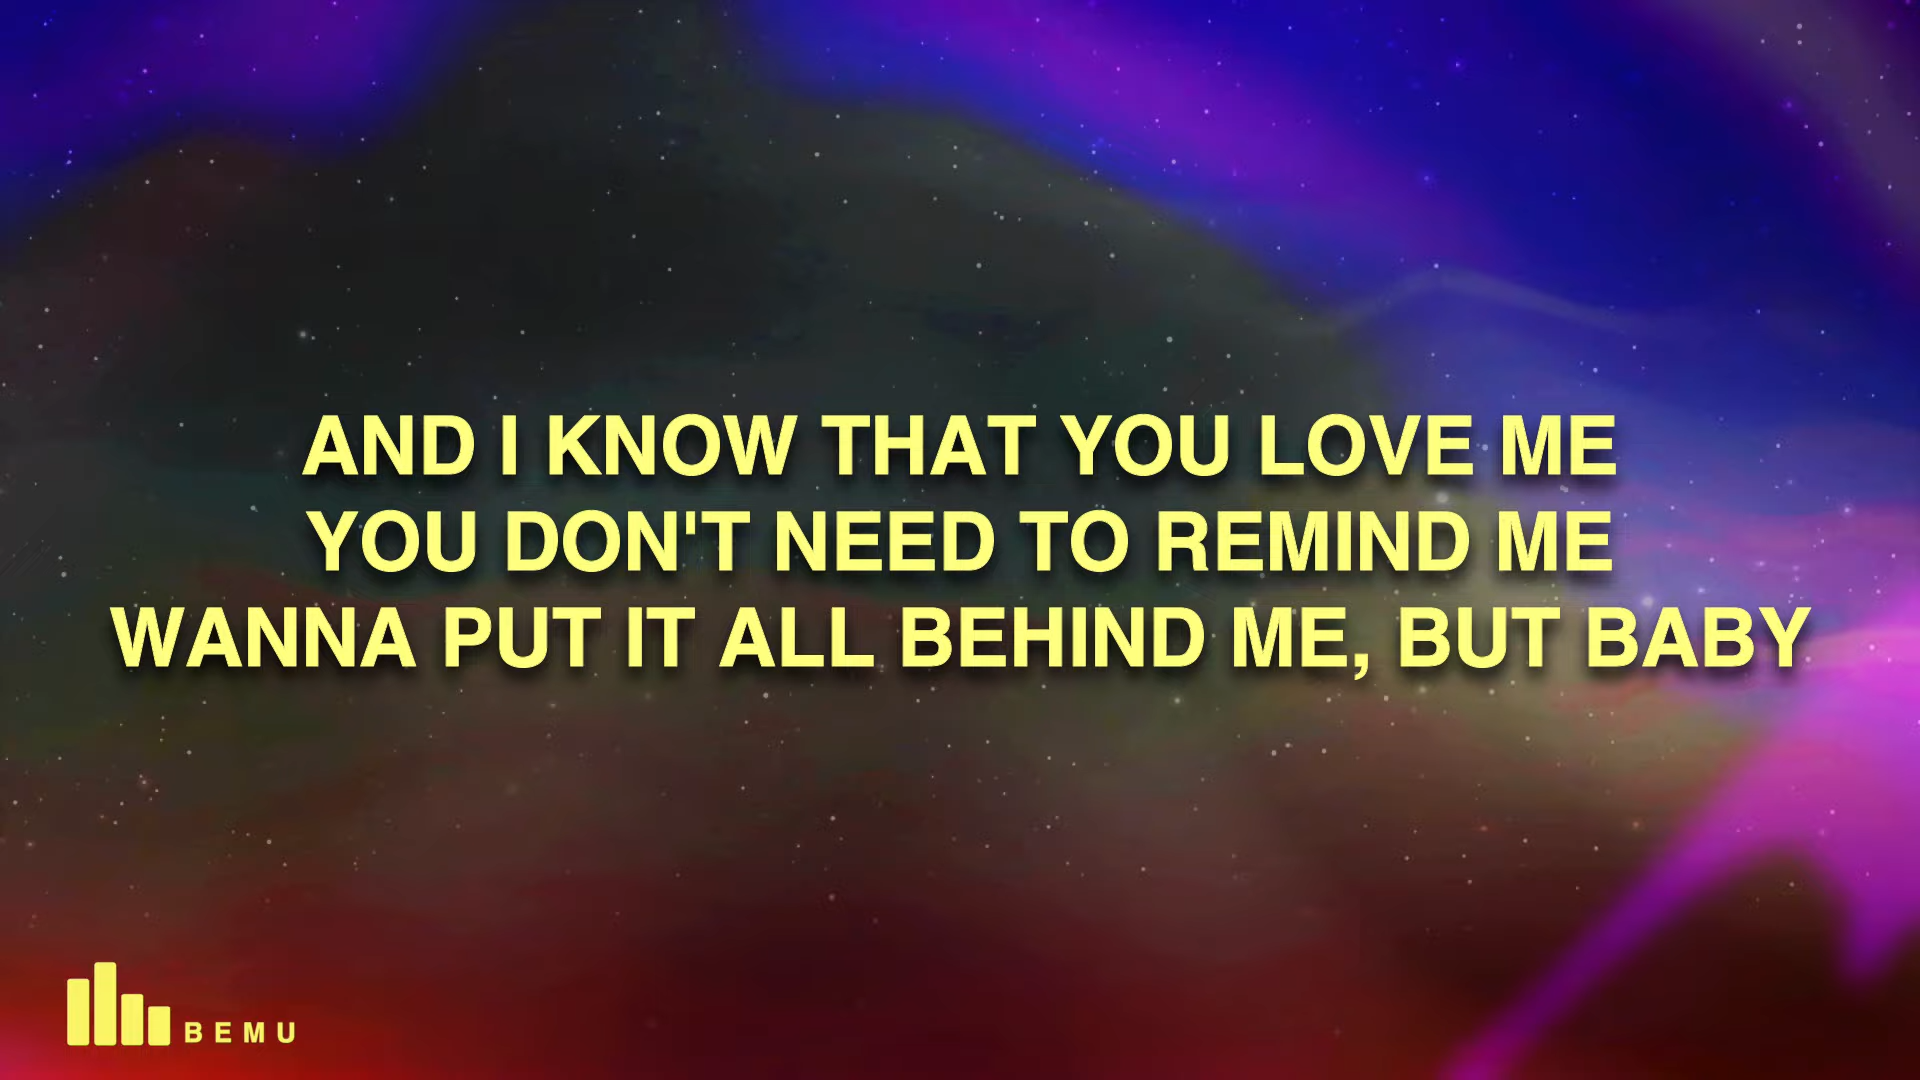 AND I KNOW THAT YOU LOVE ME
YOU DON'T NEED TO REMIND ME
WANNA PUT IT ALL BEHIND ME, BUT BABY
BEMU